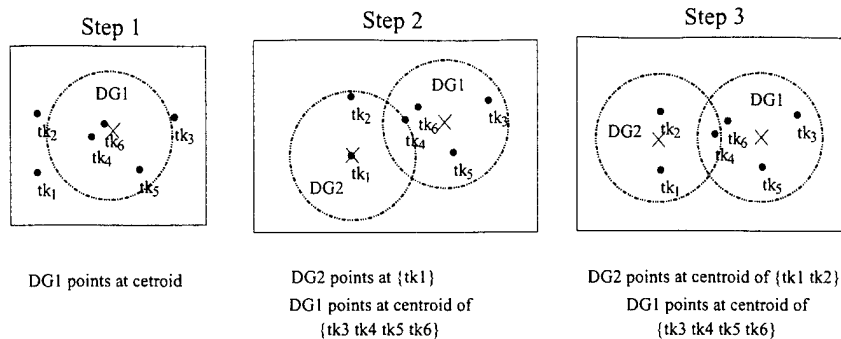 Step 1
DG1
tk2
tk6
tk3
tk4
tk1
tk5
DG1 points at cetroid
Step 2
DG1
tk2
tk6
tk3
tk4
tk1
tk5
DG2
DG2 points at {tk1}
DG1 points at centroid of
{tk3 tk4 tk5 tk6}
Step 3
DG1
DG2
tk2
tk6
tk3
tk4
tk1
tk5
DG2 points at centroid of {tk1 tk2}
DG1 points at centroid of
{tk3 tk4 tk5 tk6}